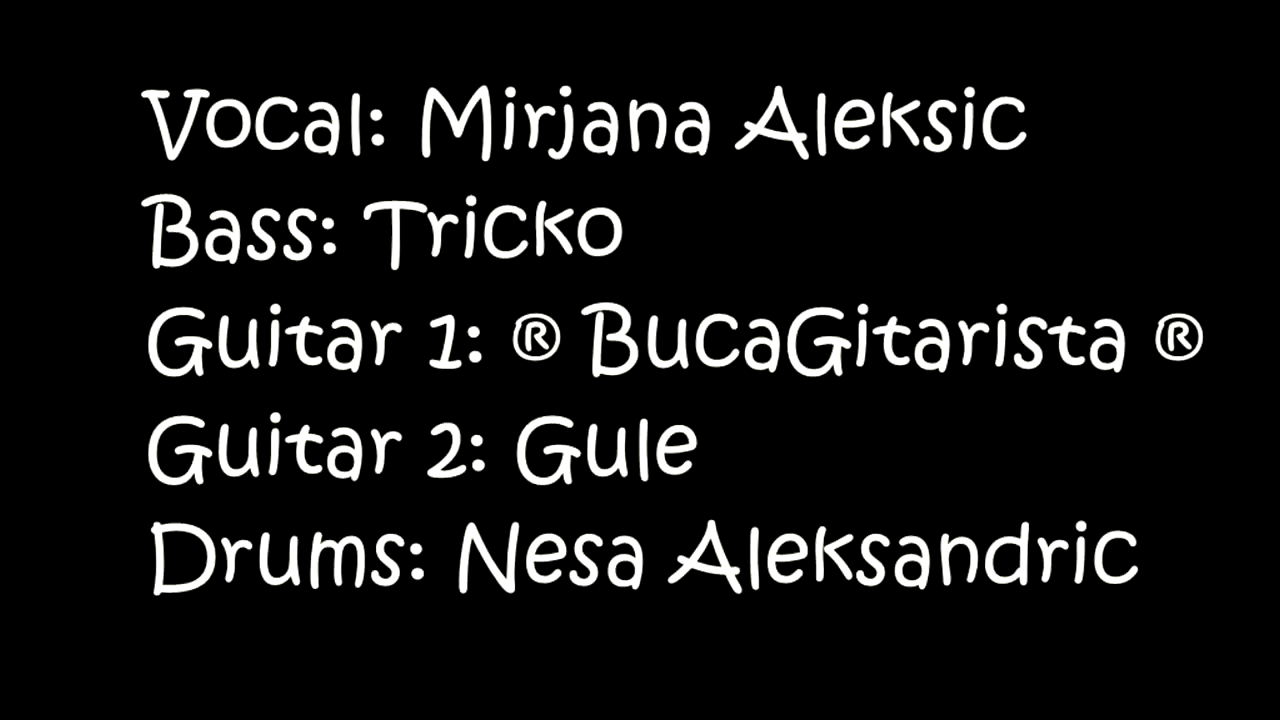 Vocal: Mirjana Aleksic
Bass: Tricko
Guitar 1: ® BucaGitarista ®
Guitar 2: Gule
Drums: Nesa Aleksandric